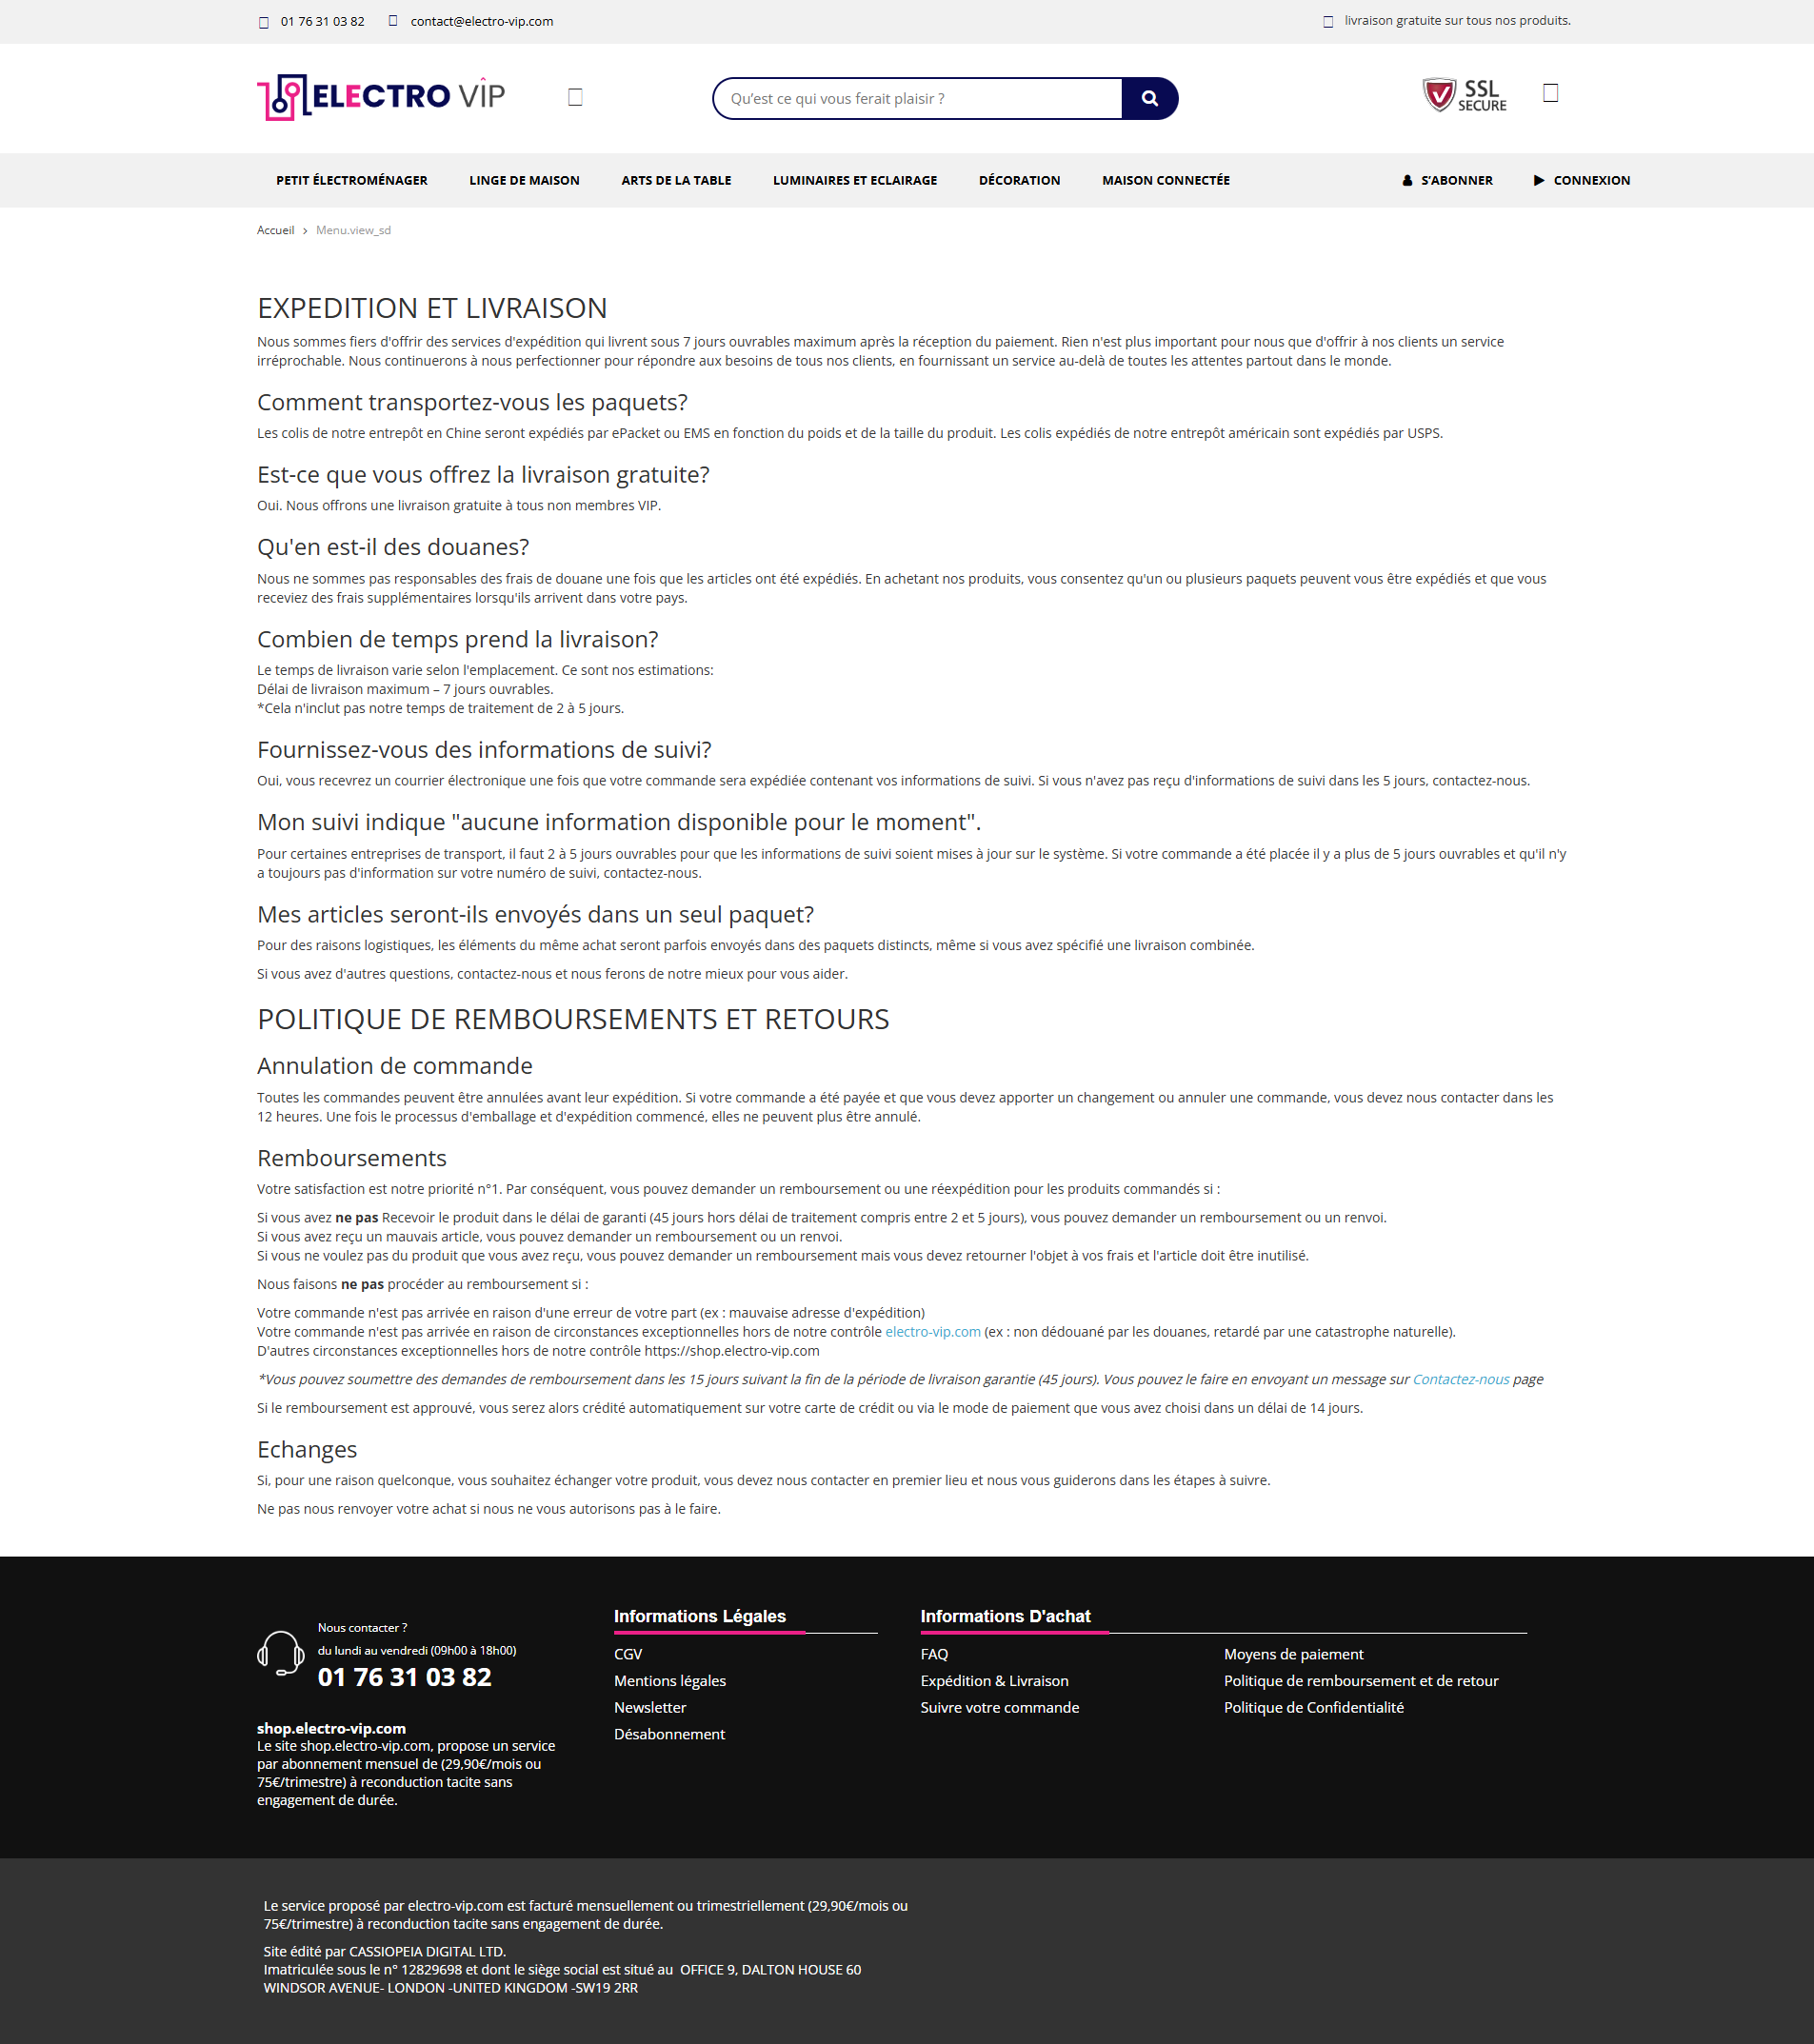 01 76 31 03 82 contact@electro-vip.com livraison gratuite sur tous nos produits.
ELECTRO VIP Qu’est ce qui vous ferait plaisir ? SSL SECURE
PETIT ÉLECTROMÉNAGER LINGE DE MAISON ARTS DE LA TABLE LUMINAIRES ET ECLAIRAGE DÉCORATION MAISON CONNECTÉE S’ABONNER CONNEXION
Accueil › Menu.view_sd
EXPEDITION ET LIVRAISON
Nous sommes fiers d'offrir des services d'expédition qui livrent sous 7 jours ouvrables maximum après la réception du paiement. Rien n'est plus important pour nous que d'offrir à nos clients un service
irréprochable. Nous continuerons à nous perfectionner pour répondre aux besoins de tous nos clients, en fournissant un service au-delà de toutes les attentes partout dans le monde.
Comment transportez-vous les paquets?
Les colis de notre entrepôt en Chine seront expédiés par ePacket ou EMS en fonction du poids et de la taille du produit. Les colis expédiés de notre entrepôt américain sont expédiés par USPS.
Est-ce que vous offrez la livraison gratuite?
Oui. Nous offrons une livraison gratuite à tous non membres VIP.
Qu'en est-il des douanes?
Nous ne sommes pas responsables des frais de douane une fois que les articles ont été expédiés. En achetant nos produits, vous consentez qu'un ou plusieurs paquets peuvent vous être expédiés et que vous
receviez des frais supplémentaires lorsqu'ils arrivent dans votre pays.
Combien de temps prend la livraison?
Le temps de livraison varie selon l'emplacement. Ce sont nos estimations:
Délai de livraison maximum – 7 jours ouvrables.
*Cela n'inclut pas notre temps de traitement de 2 à 5 jours.
Fournissez-vous des informations de suivi?
Oui, vous recevrez un courrier électronique une fois que votre commande sera expédiée contenant vos informations de suivi. Si vous n'avez pas reçu d'informations de suivi dans les 5 jours, contactez-nous.
Mon suivi indique "aucune information disponible pour le moment".
Pour certaines entreprises de transport, il faut 2 à 5 jours ouvrables pour que les informations de suivi soient mises à jour sur le système. Si votre commande a été placée il y a plus de 5 jours ouvrables et qu'il n'y
a toujours pas d'information sur votre numéro de suivi, contactez-nous.
Mes articles seront-ils envoyés dans un seul paquet?
Pour des raisons logistiques, les éléments du même achat seront parfois envoyés dans des paquets distincts, même si vous avez spécifié une livraison combinée.
Si vous avez d'autres questions, contactez-nous et nous ferons de notre mieux pour vous aider.
POLITIQUE DE REMBOURSEMENTS ET RETOURS
Annulation de commande
Toutes les commandes peuvent être annulées avant leur expédition. Si votre commande a été payée et que vous devez apporter un changement ou annuler une commande, vous devez nous contacter dans les
12 heures. Une fois le processus d'emballage et d'expédition commencé, elles ne peuvent plus être annulé.
Remboursements
Votre satisfaction est notre priorité n°1. Par conséquent, vous pouvez demander un remboursement ou une réexpédition pour les produits commandés si :
Si vous avez ne pas Recevoir le produit dans le délai de garanti (45 jours hors délai de traitement compris entre 2 et 5 jours), vous pouvez demander un remboursement ou un renvoi.
Si vous avez reçu un mauvais article, vous pouvez demander un remboursement ou un renvoi.
Si vous ne voulez pas du produit que vous avez reçu, vous pouvez demander un remboursement mais vous devez retourner l'objet à vos frais et l'article doit être inutilisé.
Nous faisons ne pas procéder au remboursement si :
Votre commande n'est pas arrivée en raison d'une erreur de votre part (ex : mauvaise adresse d'expédition)
Votre commande n'est pas arrivée en raison de circonstances exceptionnelles hors de notre contrôle electro-vip.com (ex : non dédouané par les douanes, retardé par une catastrophe naturelle).
D'autres circonstances exceptionnelles hors de notre contrôle https://shop.electro-vip.com
*Vous pouvez soumettre des demandes de remboursement dans les 15 jours suivant la fin de la période de livraison garantie (45 jours). Vous pouvez le faire en envoyant un message sur Contactez-nous page
Si le remboursement est approuvé, vous serez alors crédité automatiquement sur votre carte de crédit ou via le mode de paiement que vous avez choisi dans un délai de 14 jours.
Echanges
Si, pour une raison quelconque, vous souhaitez échanger votre produit, vous devez nous contacter en premier lieu et nous vous guiderons dans les étapes à suivre.
Ne pas nous renvoyer votre achat si nous ne vous autorisons pas à le faire.
Nous contacter ?
du lundi au vendredi (09h00 à 18h00)
01 76 31 03 82
shop.electro-vip.com
Le site shop.electro-vip.com, propose un service
par abonnement mensuel de (29,90€/mois ou
75€/trimestre) à reconduction tacite sans
engagement de durée.
Informations Légales
CGV
Mentions légales
Newsletter
Désabonnement
Informations D'achat
FAQ
Expédition & Livraison
Suivre votre commande
Moyens de paiement
Politique de remboursement et de retour
Politique de Confidentialité
Le service proposé par electro-vip.com est facturé mensuellement ou trimestriellement (29,90€/mois ou
75€/trimestre) à reconduction tacite sans engagement de durée.
Site édité par CASSIOPEIA DIGITAL LTD.
Imatriculée sous le n° 12829698 et dont le siège social est situé au OFFICE 9, DALTON HOUSE 60
WINDSOR AVENUE- LONDON -UNITED KINGDOM -SW19 2RR